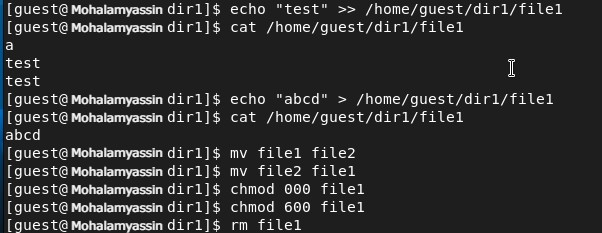 [guest@Mohalamyassin dir1]$ echo "test" >> /home/guest/dir1/file1
[guest@Mohalamyassin dir1]$ cat /home/guest/dir1/file1
a
test
test
[guest@Mohalamyassin dir1]$ echo "abcd" > /home/guest/dir1/file1
[guest@Mohalamyassin dir1]$ cat /home/guest/dir1/file1
abcd
[guest@Mohalamyassin dir1]$ mv file1 file2
[guest@Mohalamyassin dir1]$ mv file2 file1
[guest@Mohalamyassin dir1]$ chmod 000 file1
[guest@Mohalamyassin dir1]$ chmod 600 file1
[guest@Mohalamyassin dir1]$ rm file1